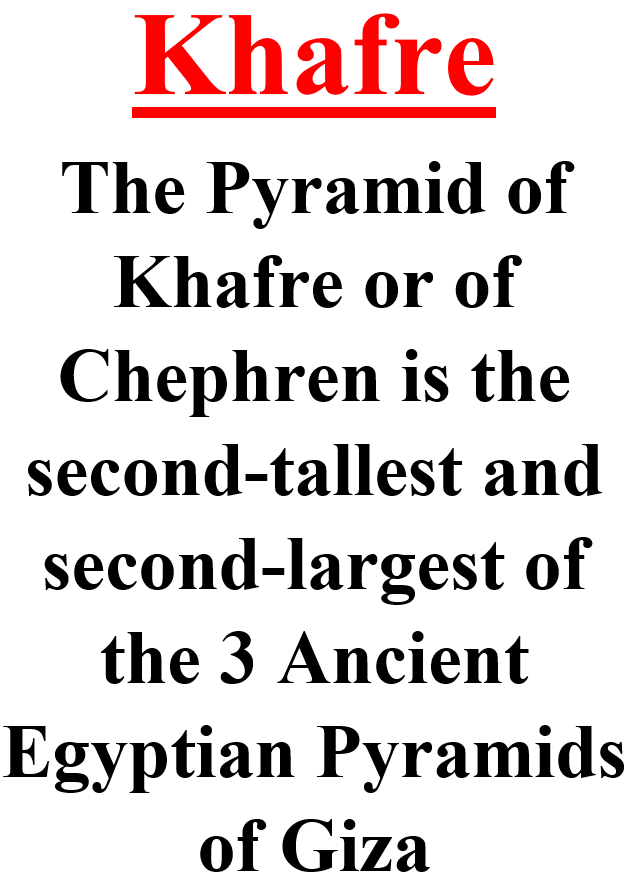 Khafre
The Pyramid of
Khafre or of
Chephren is the
second-tallest and
second-largest of
the 3 Ancient
Egyptian Pyramids
of Giza